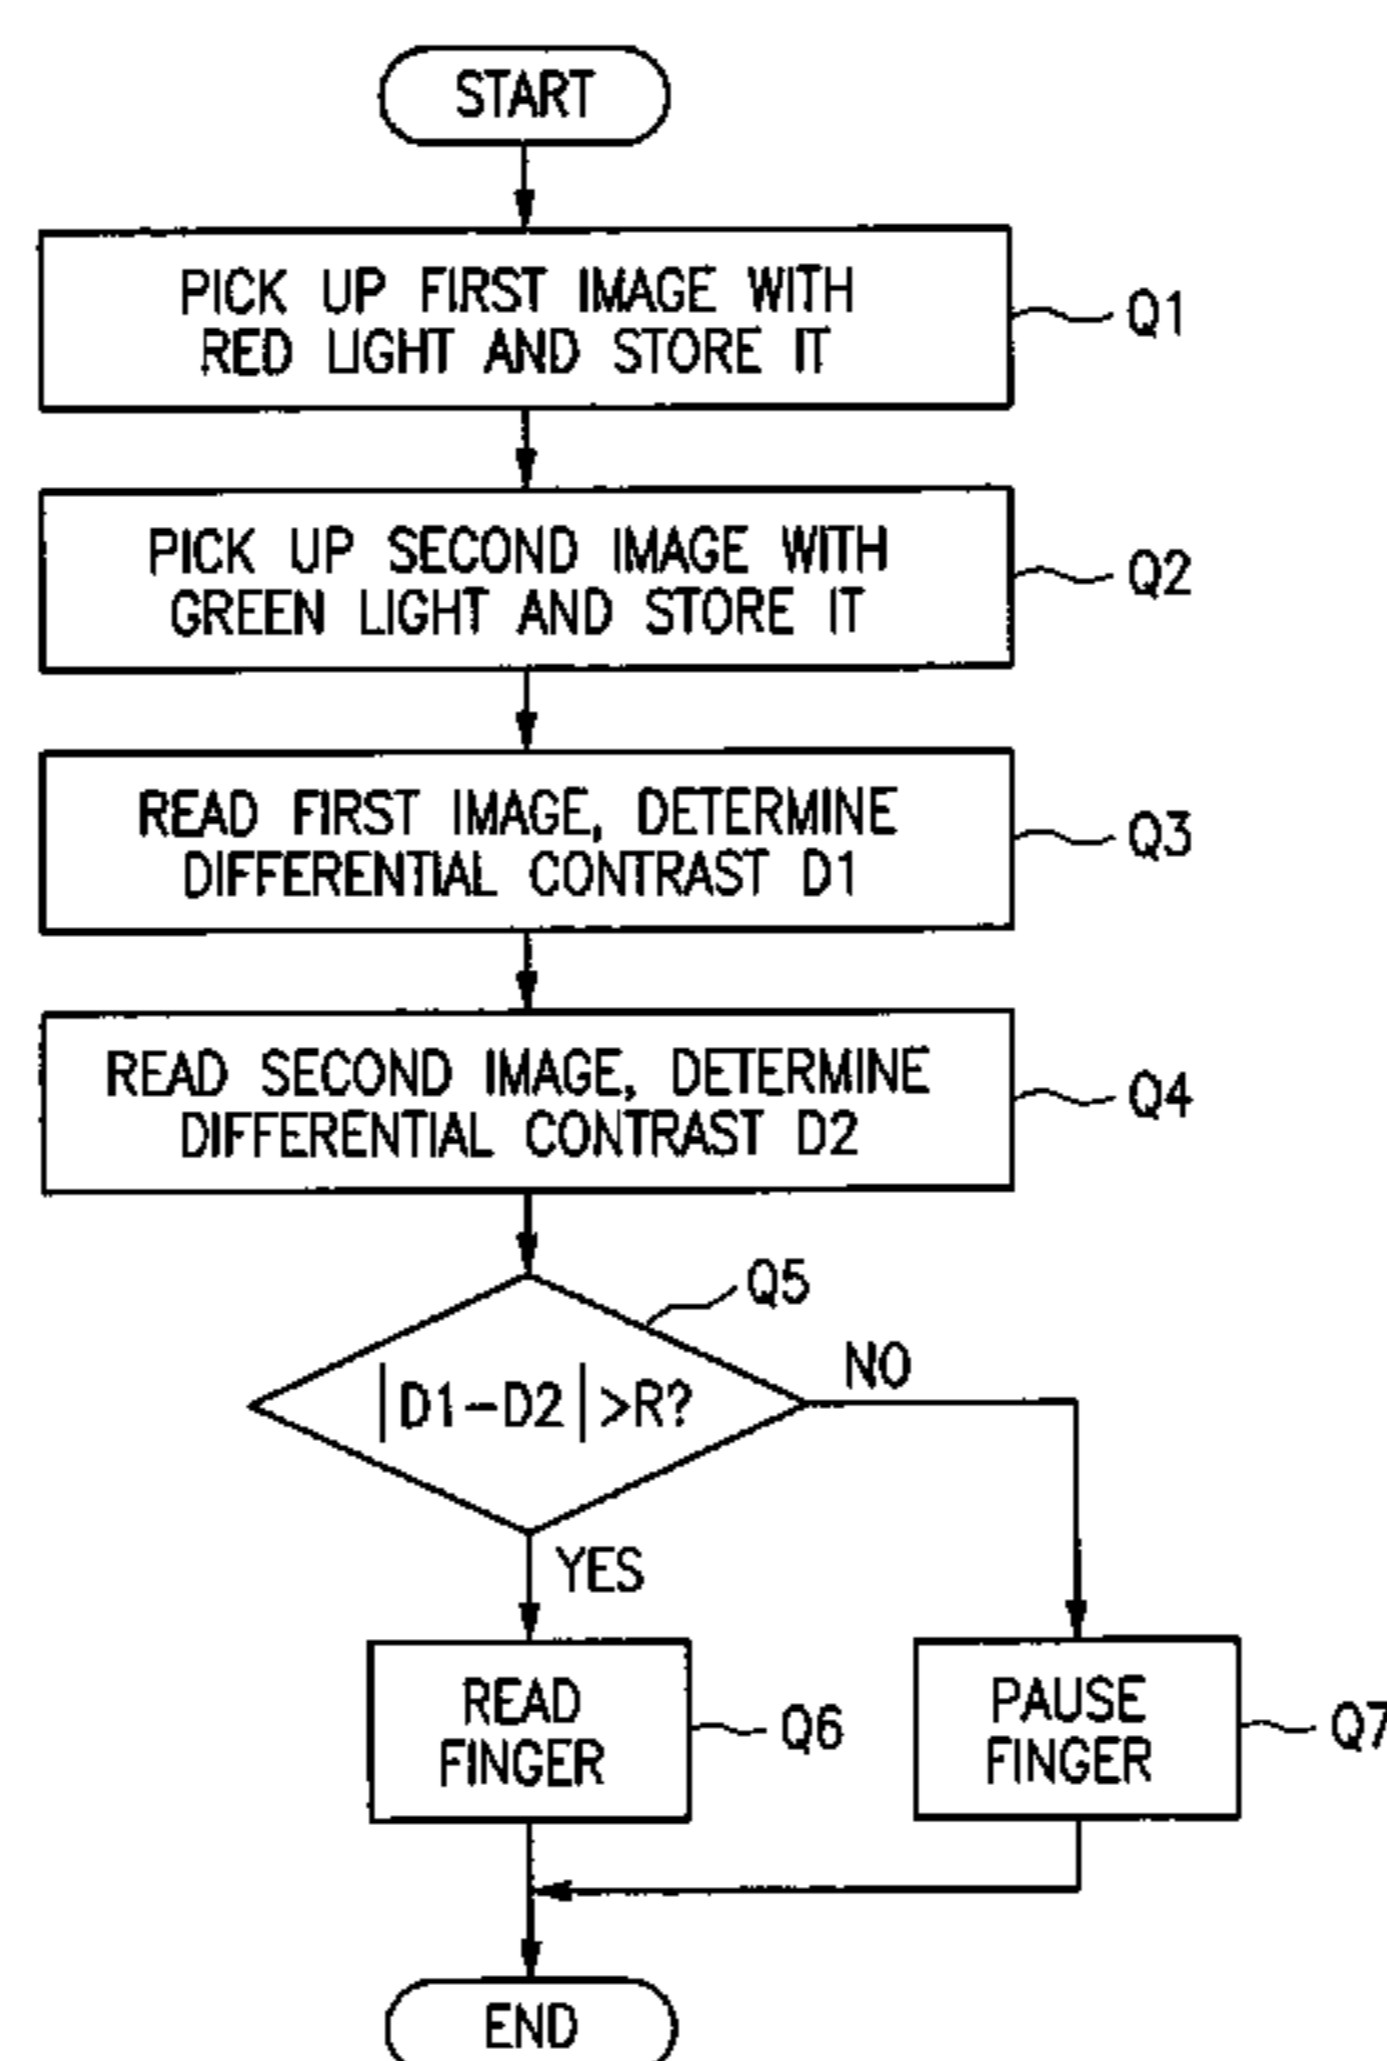 START
PICK UP FIRST IMAGE WITH
RED LIGHT AND STORE IT
Q1
PICK UP SECOND IMAGE WITH
GREEN LIGHT AND STORE IT
Q2
READ FIRST IMAGE, DETERMINE
DIFFERENTIAL CONTRAST D1
Q3
READ SECOND IMAGE, DETERMINE
DIFFERENTIAL CONTRAST D2
Q4
Q5
|D1-D2|>R?
NO
YES
READ
FINGER
Q6
PAUSE
FINGER
Q7
END